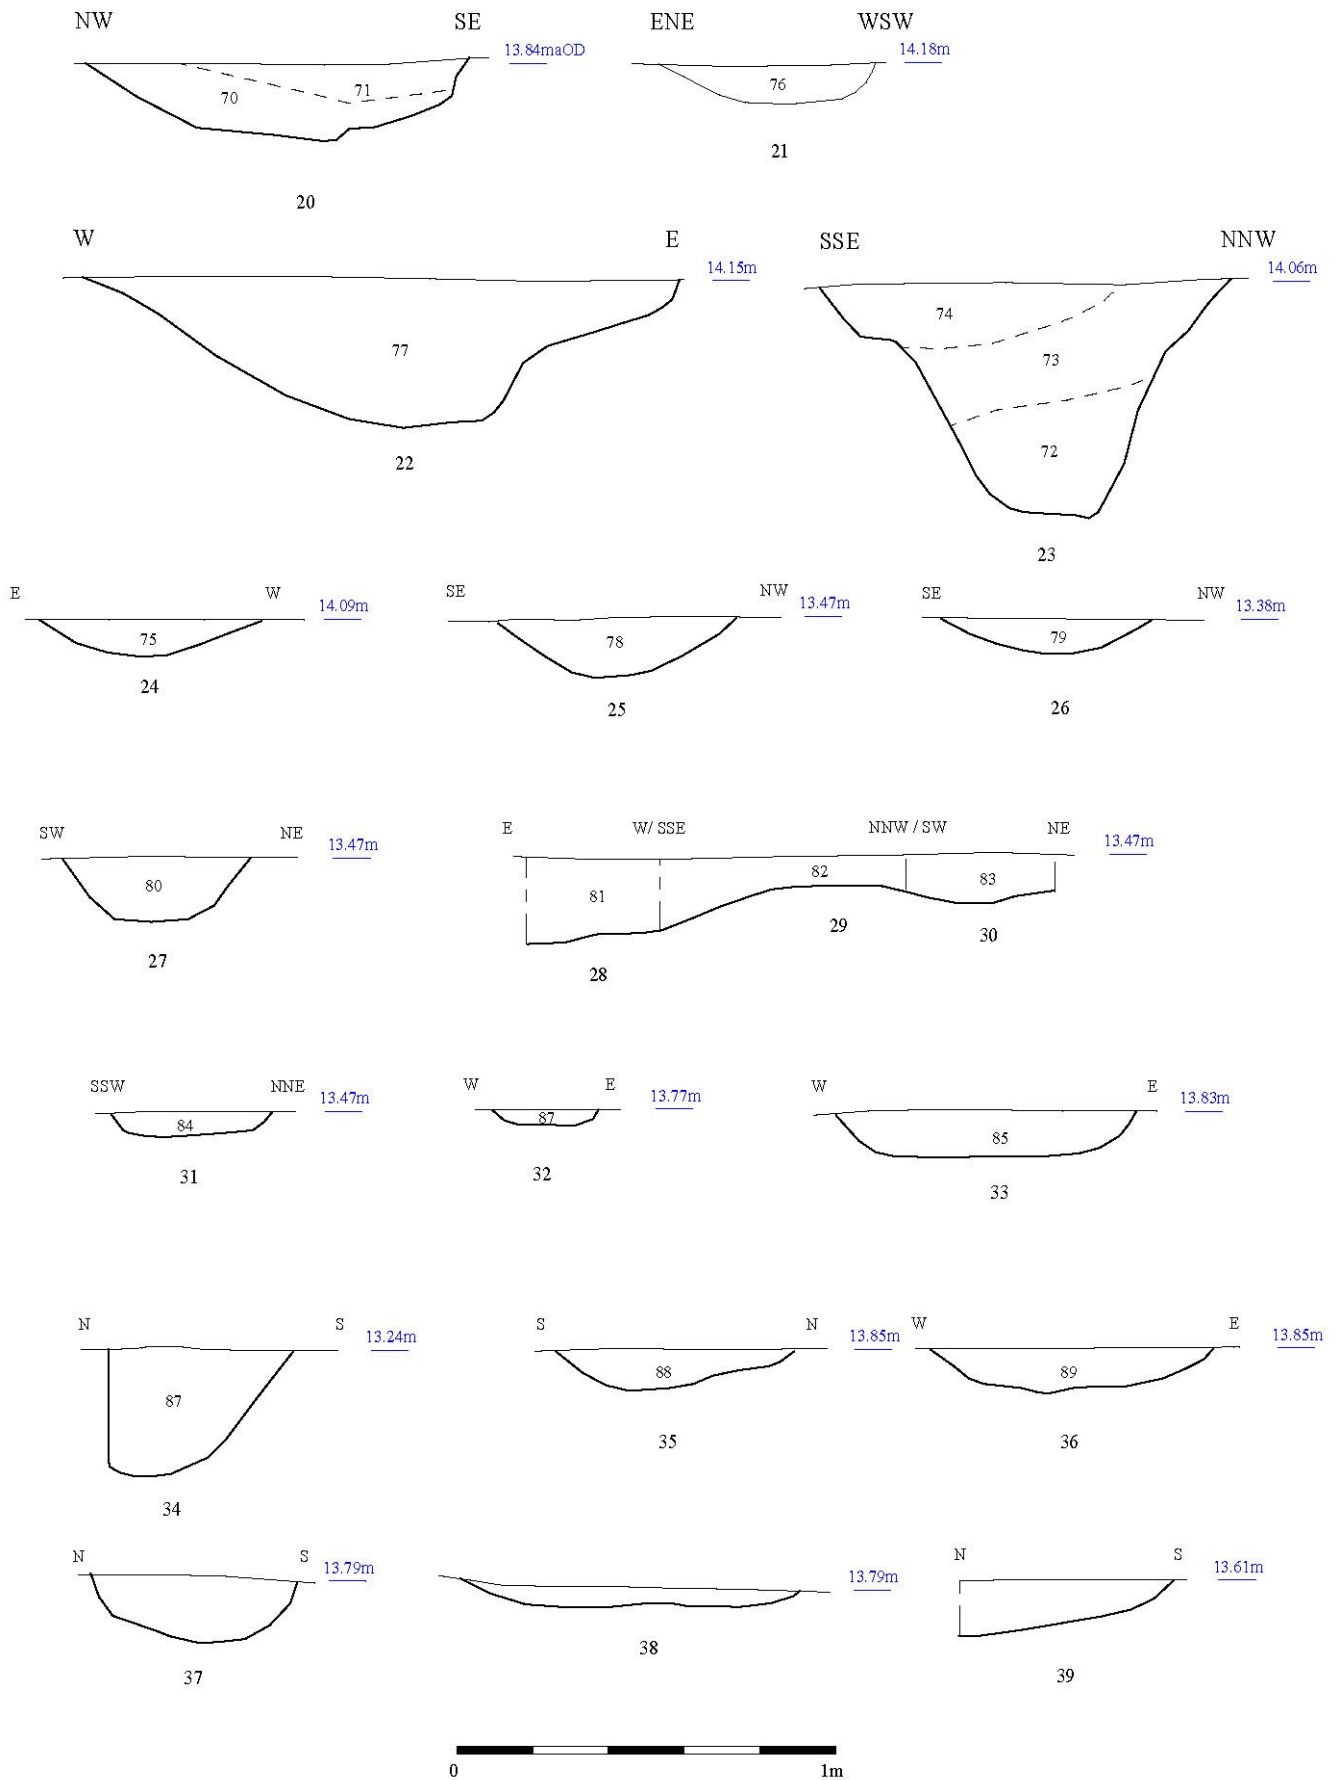 NW SE 13.84maOD ENE WSW 14.18m
70 71 76
20 21
W E 14.15m SSE NNW 14.06m
77 74 73 72
22 23
E W 14.09m SE NW 13.47m SE NW 13.38m
75 78 79
24 25 26
SW NE 13.47m E W/ SSE NNW / SW NE 13.47m
80 81 82 83
27 28 29 30
SSW NNE 13.47m W E 13.77m W E 13.83m
84 87 85
31 32 33
N S 13.24m S N 13.85m W E 13.85m
87 88 89
34 35 36
N S 13.79m 13.79m N S 13.61m
37 38 39
0 1m